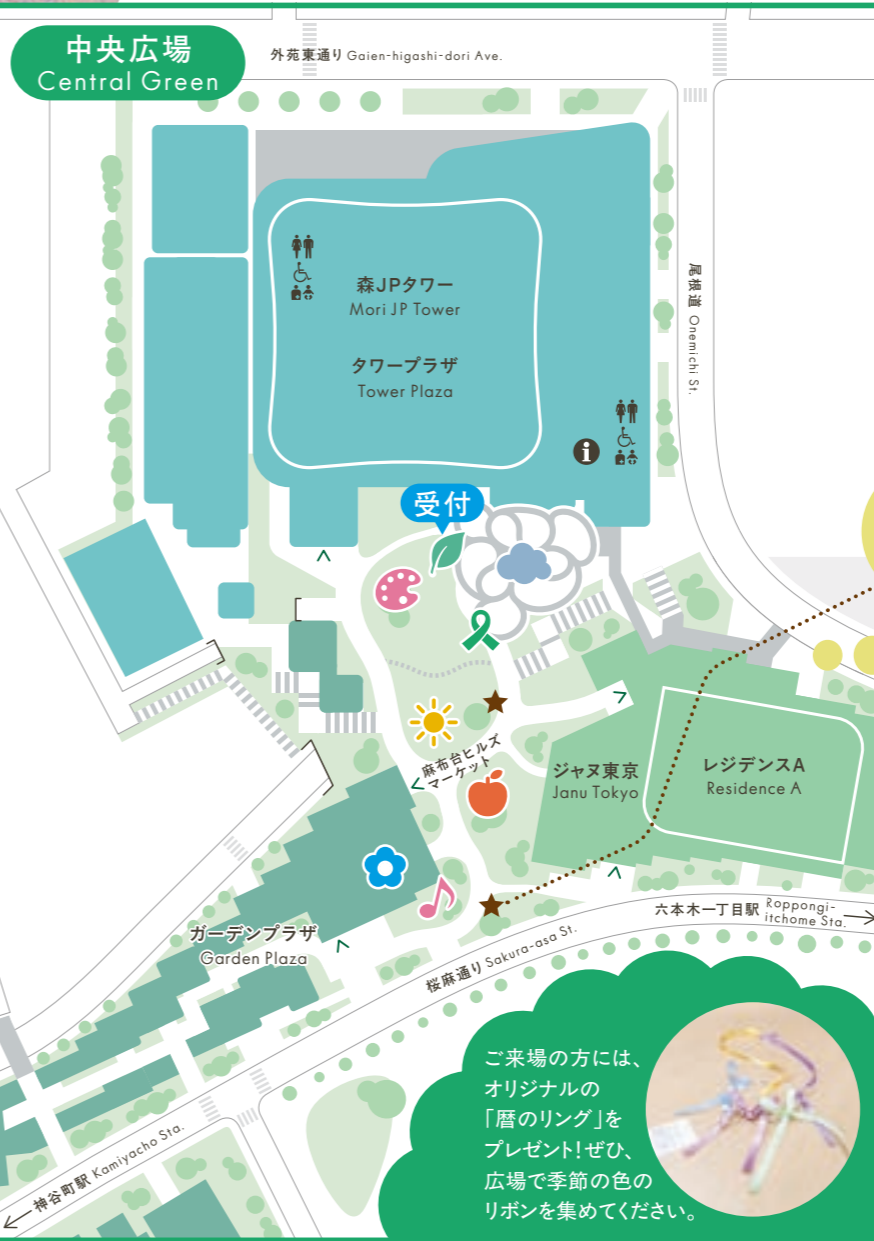 中央広場
Central Green
外苑東通り Gaien-higashi-dori Ave.
森JPタワー
Mori JP Tower
タワープラザ
Tower Plaza
尾根道 Onemichi St.
i
受付
麻布台ヒルズ
マーケット
ジャヌ東京
Janu Tokyo
レジデンスA
Residence A
ガーデンプラザ
Garden Plaza
六本木一丁目駅 Roppongi-
itchome Sta.
桜麻通り Sakura-asa St.
神谷町駅 Kamiyacho Sta.
ご来場の方には、
オリジナルの
「暦のリング」を
プレゼント!ぜひ、
広場で季節の色の
リボンを集めてください。